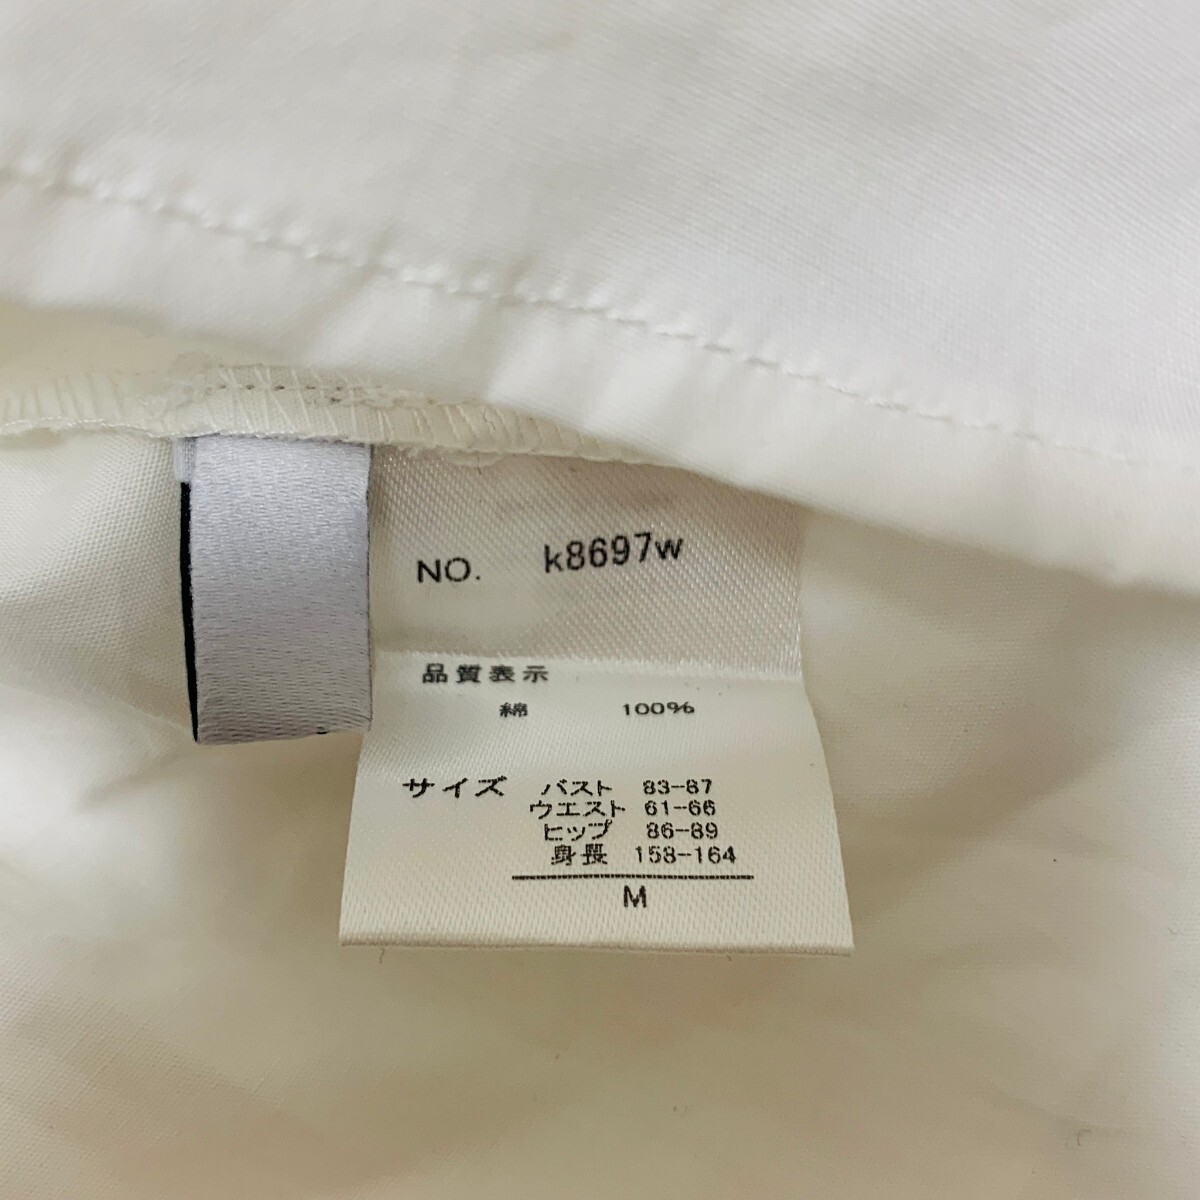 NO. k8697w
品質表示
綿 100%
サイズ バスト 83-87
ウエスト 61-66
ヒップ 86-89
身長 158-164
M